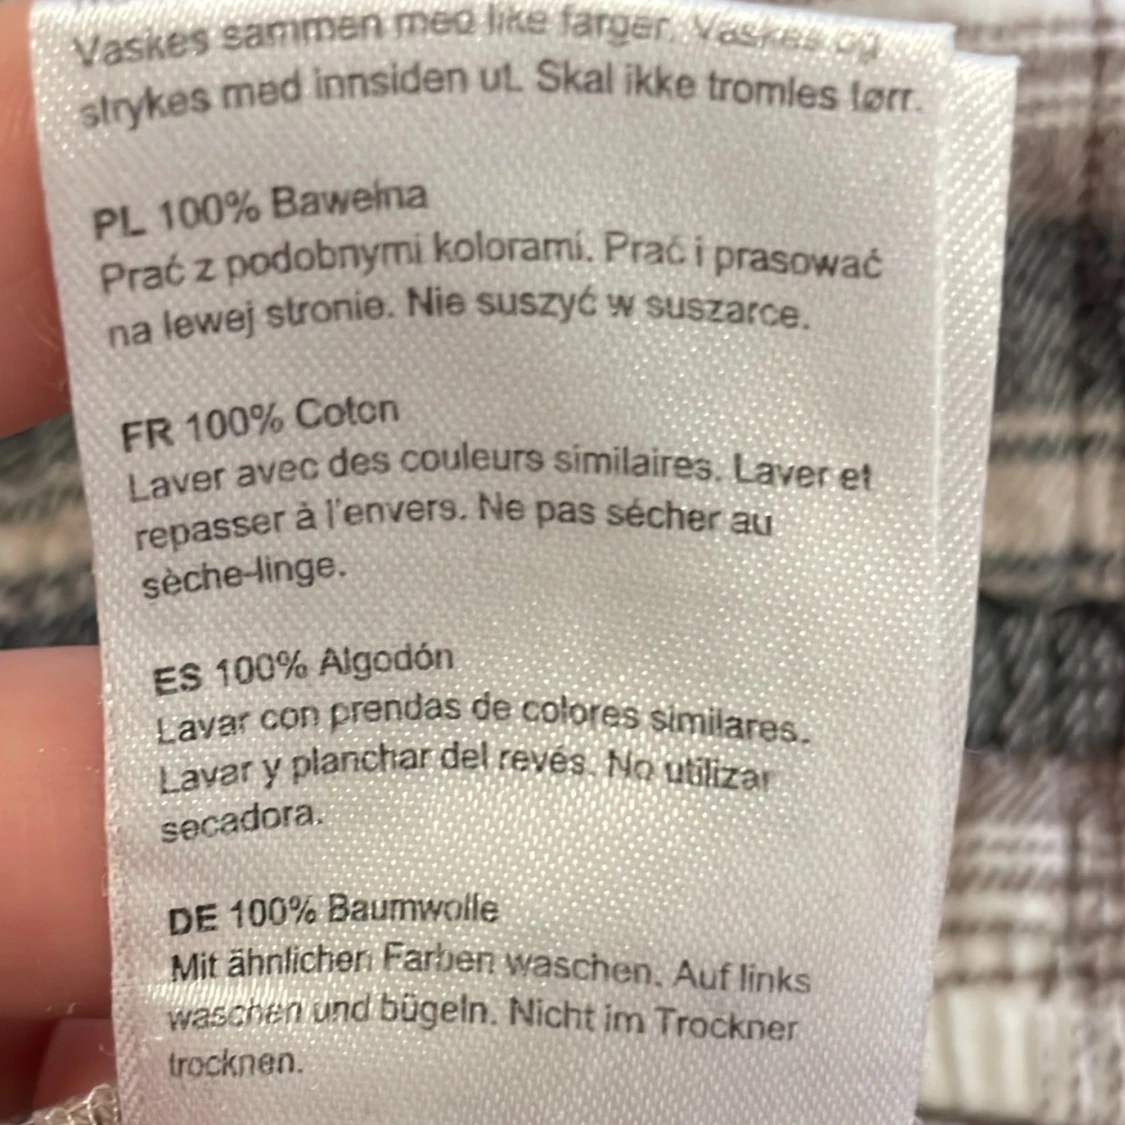 Vaskes sammen med like farger. Vaskes og
strykes med innsiden ut. Skal ikke tromles tørr.
PL 100% Bawełna
Prać z podobnymi kolorami. Prać i prasować
na lewej stronie. Nie suszyć w suszarce.
FR 100% Coton
Laver avec des couleurs similaires. Laver et
repasser à l'envers. Ne pas sécher au
sèche-linge.
ES 100% Algodón
Lavar con prendas de colores similares.
Lavar y planchar del revés. No utilizar
secadora.
DE 100% Baumwolle
Mit ähnlichen Farben waschen. Auf links
waschen und bügeln. Nicht im Trockner
trocknen.